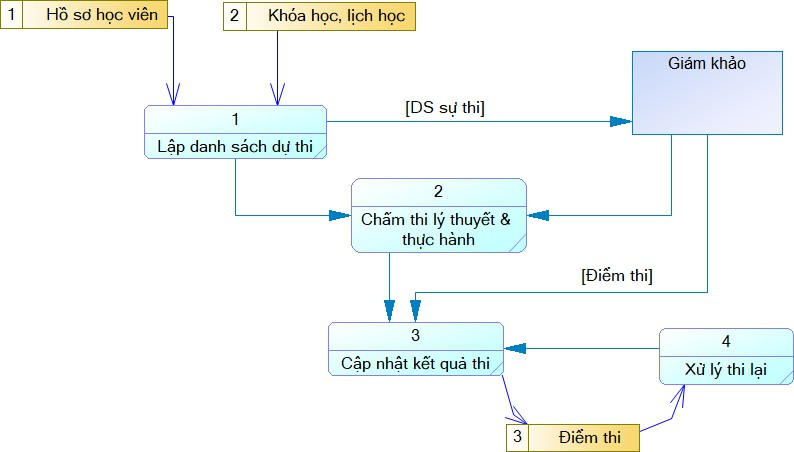 1 Hồ sơ học viên
2 Khóa học, lịch học
Giám khảo
1
Lập danh sách dự thi
[DS sự thi]
2
Chấm thi lý thuyết &
thực hành
[Điểm thi]
3
Cập nhật kết quả thi
4
Xử lý thi lại
3 Điểm thi